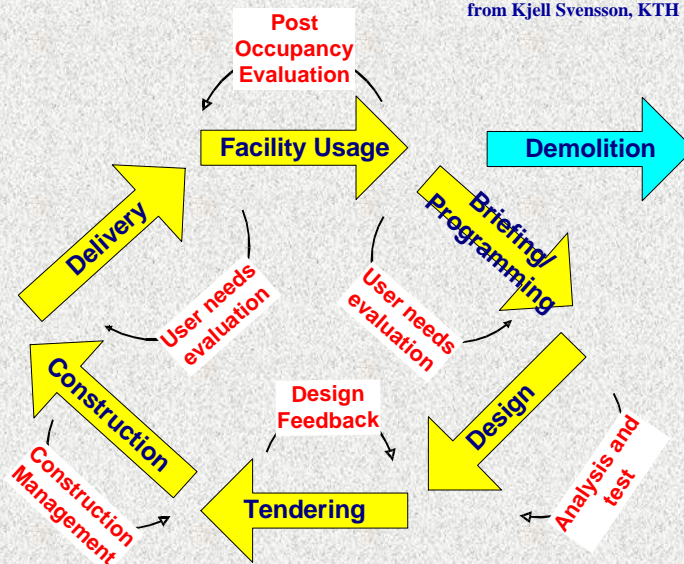 from Kjell Svensson, KTH
Post
Occupancy
Evaluation
Facility Usage
Demolition
Briefing/
Programming
Delivery
User needs
evaluation
User needs
evaluation
Construction
Design
Feedback
Design
Construction
Management
Tendering
Analysis and
test